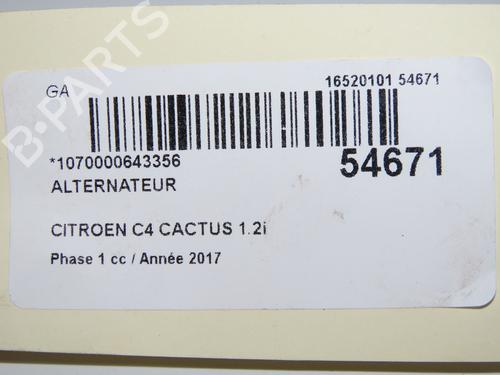 B-PARTS
GA
16520101 54671
*1070000643356
54671
ALTERNATEUR
CITROEN C4 CACTUS 1.2i
Phase 1 cc / Année 2017